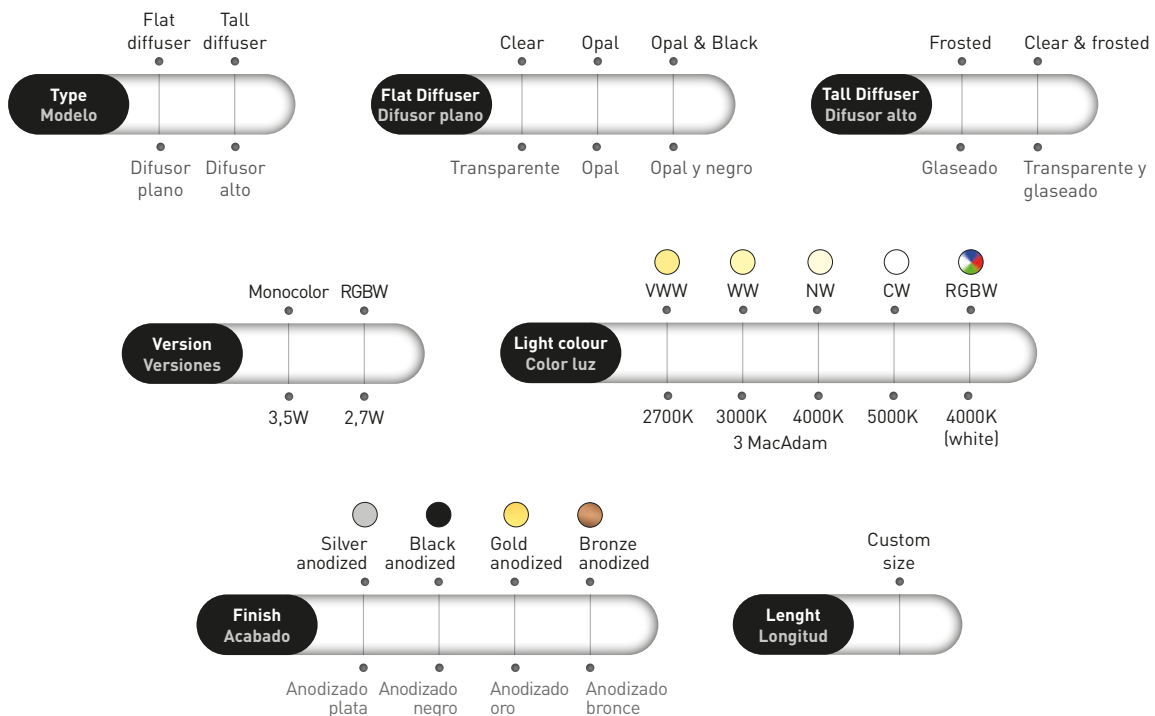 Flat
diffuser
Tall
diffuser
Type
Modelo
Difusor
plano
Difusor
alto
Clear
Opal
Opal & Black
Flat Diffuser
Difusor plano
Transparente
Opal
Opal y negro
Frosted
Clear & frosted
Tall Diffuser
Difusor alto
Glaseado
Transparente y
glaseado
Monocolor
RGBW
Version
Versiones
3,5W
2,7W
VWW
WW
NW
CW
RGBW
Light colour
Color luz
2700K
3000K
4000K
5000K
4000K
(white)
3 MacAdam
Silver
anodized
Black
anodized
Gold
anodized
Bronze
anodized
Finish
Acabado
Anodizado
plata
Anodizado
negro
Anodizado
oro
Anodizado
bronce
Custom
size
Lenght
Longitud